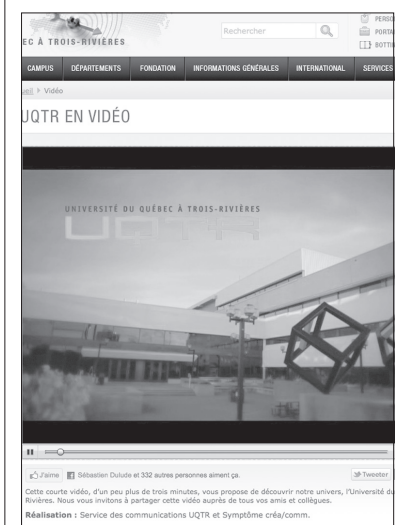 EC À TROIS-RIVIÈRES
Rechercher
PERSO
PORTA
BOTTIN
CAMPUS DÉPARTEMENTS FONDATION INFORMATIONS GÉNÉRALES INTERNATIONAL SERVICES
ueil Vidéo
UQTR EN VIDÉO
UNIVERSITÉ DU QUÉBEC À TROIS-RIVIÈRES
UQTR
J'aime Sébastien Dulude et 332 autres personnes aiment ça. Tweeter
Cette courte vidéo, d'un peu plus de trois minutes, vous propose de découvrir notre univers, l'Université du
Rivières. Nous vous invitons à partager cette vidéo auprès de tous vos amis et collègues.
Réalisation : Service des communications UQTR et Symptôme créa/comm.